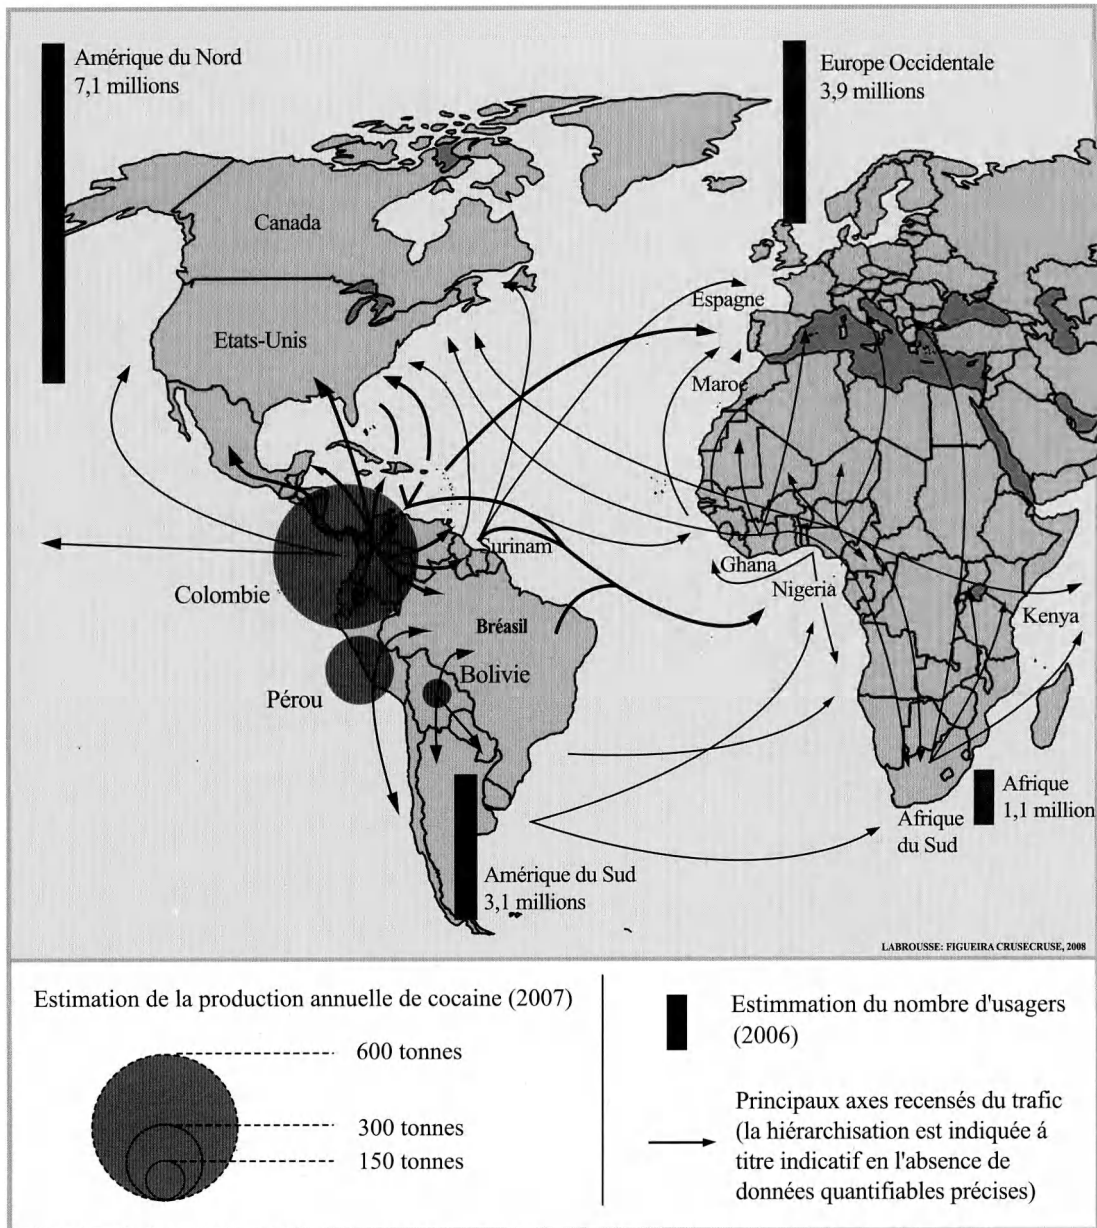 Amérique du Nord
7,1 millions
Europe Occidentale
3,9 millions
Canada
Espagne
Etats-Unis
Maroc
Surinam
Ghana
Colombie
Nigeria
Kenya
Bréasil
Bolivie
Pérou
Afrique
1,1 million
Afrique
du Sud
Amérique du Sud
3,1 millions
LABROUSSE: FIGUEIRA CRUSECRUSE, 2008
Estimation de la production annuelle de cocaine (2007)
600 tonnes
300 tonnes
150 tonnes
Estimmation du nombre d'usagers
(2006)
Principaux axes recensés du trafic
(la hiérarchisation est indiquée á
titre indicatif en l'absence de
données quantifiables précises)